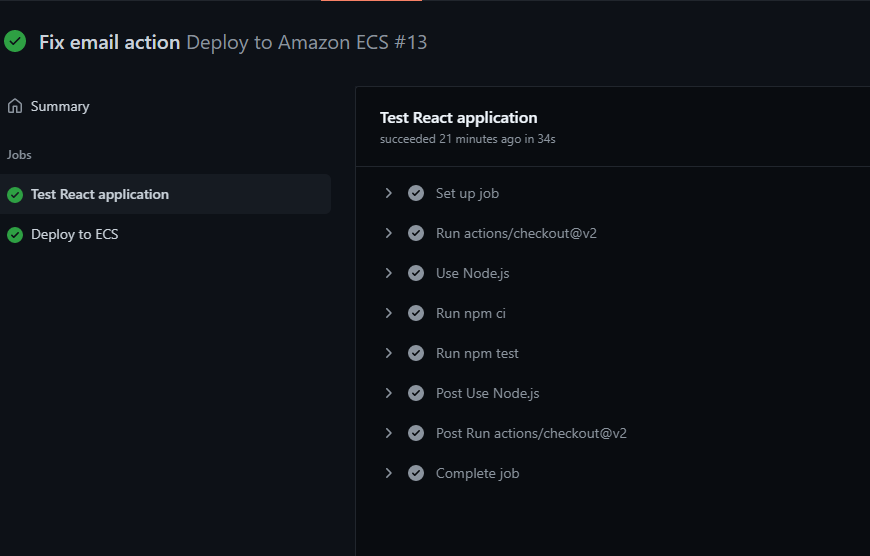 Fix email action Deploy to Amazon ECS #13
Summary
Jobs
Test React application
Deploy to ECS
Test React application
succeeded 21 minutes ago in 34s
Set up job
Run actions/checkout@v2
Use Node.js
Run npm ci
Run npm test
Post Use Node.js
Post Run actions/checkout@v2
Complete job